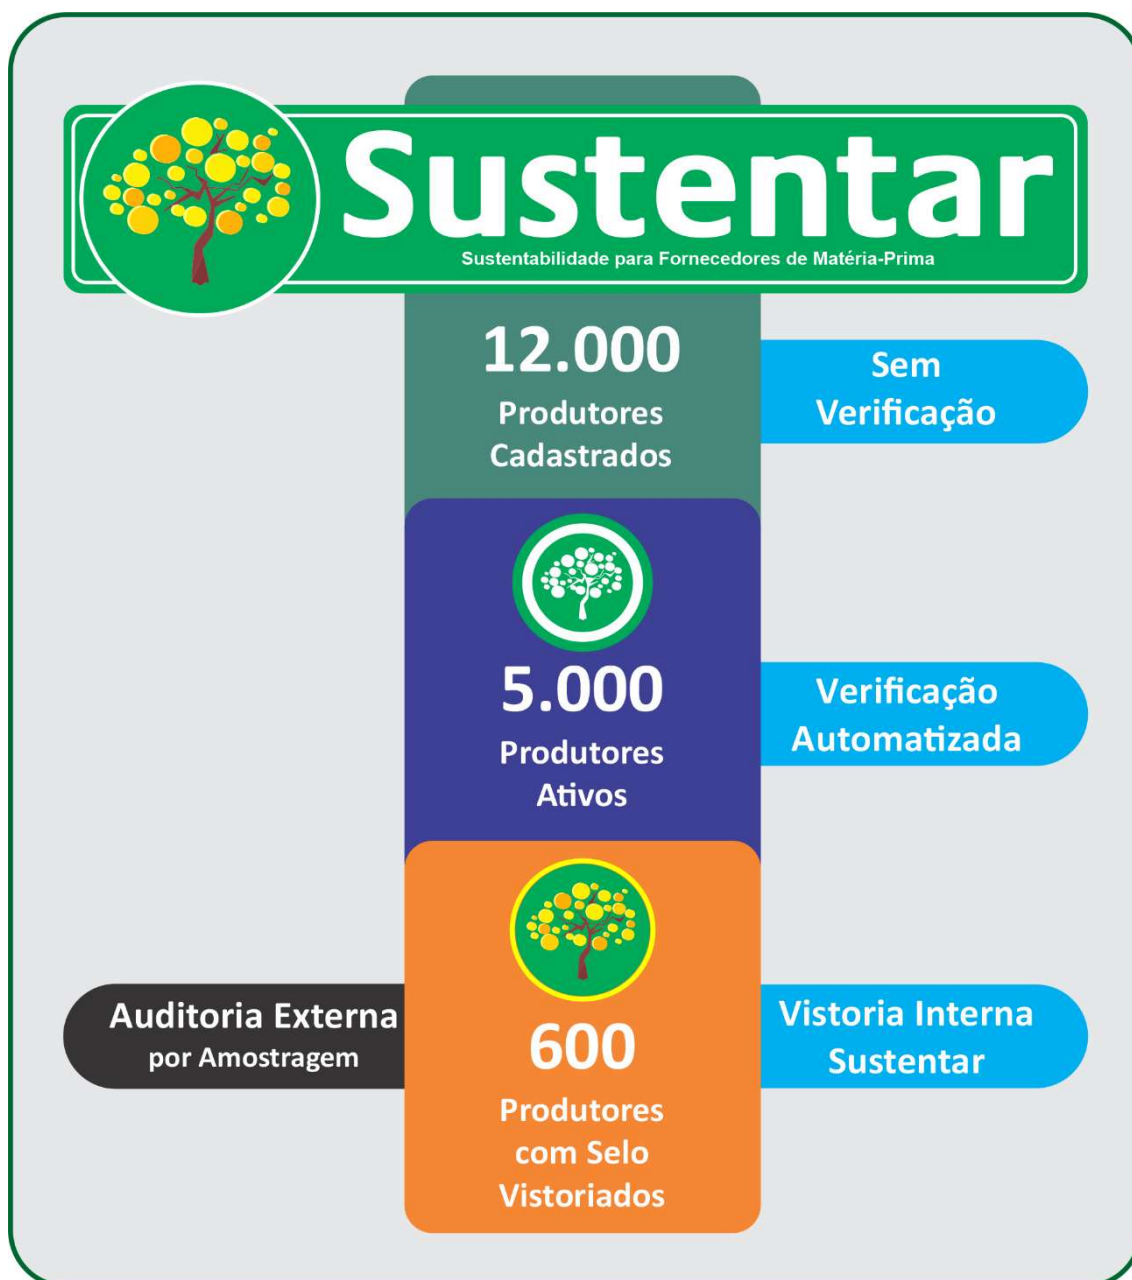 Sustentar
Sustentabilidade para Fornecedores de Matéria-Prima
12.000
Produtores
Cadastrados
Sem
Verificação
5.000
Produtores
Ativos
Verificação
Automatizada
Auditoria Externa
por Amostragem
600
Produtores
com Selo
Vistoriados
Vistoria Interna
Sustentar